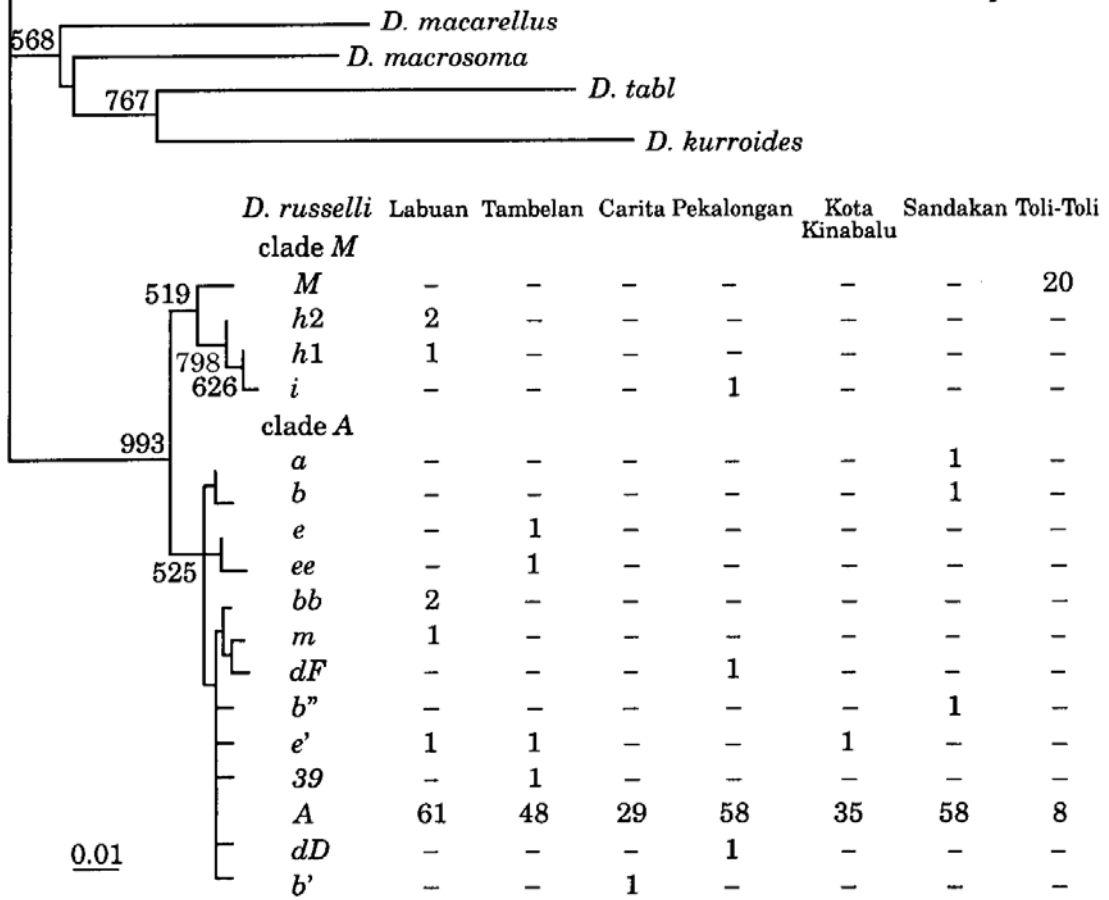 D. macarellus
568
D. macrosoma
767 D. tabl
D. kurroides
D. russelli Labuan Tambelan Carita Pekalongan Kota Kinabalu Sandakan Toli-Toli
clade M
519 M – – – – – – 20
h2 2 – – – – – –
798 h1 1 – – – – – –
626 i – – – 1 – – –
clade A
993
a – – – – – 1 –
b – – – – – 1 –
e – 1 – – – – –
525 ee – 1 – – – – –
bb 2 – – – – – –
m 1 – – – – – –
dF – – – 1 – – –
b" – – – – – 1 –
e' 1 1 – – 1 – –
39 – 1 – – – – –
A 61 48 29 58 35 58 8
0.01 dD – – – 1 – – –
b' – – 1 – – – –